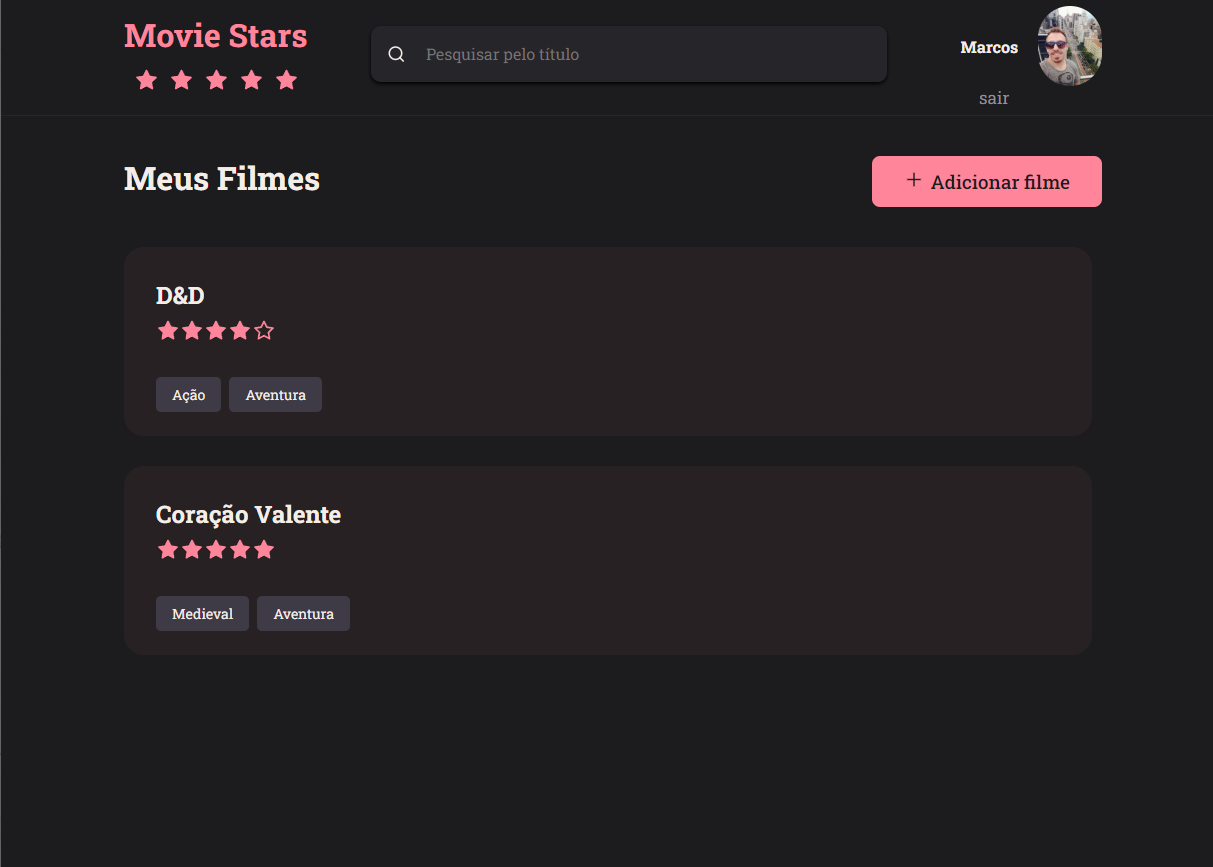 Movie Stars
Pesquisar pelo título
Marcos
sair
Meus Filmes
+ Adicionar filme
D&D
Ação Aventura
Coração Valente
Medieval Aventura